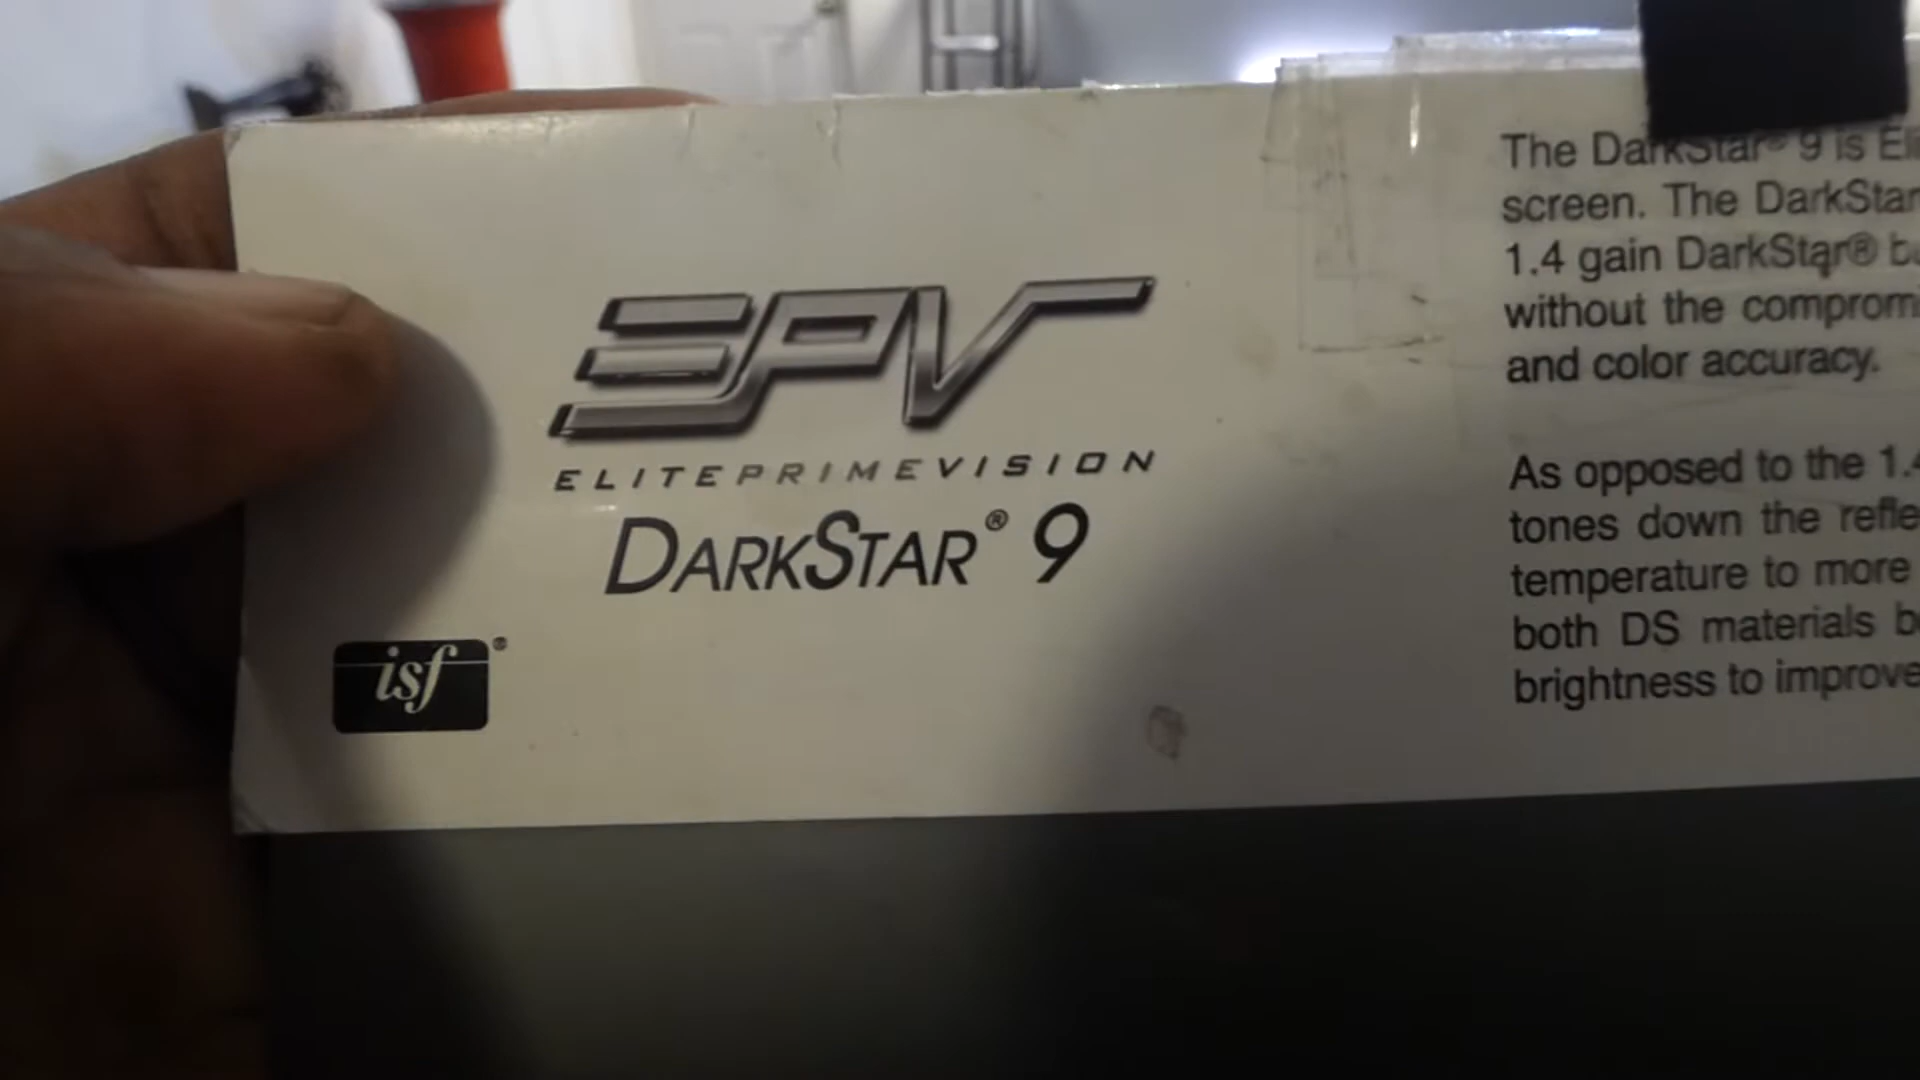 EPV
ELITEPRIMEVISION
DARKSTAR® 9
isf®
The DarkStar® 9 is
screen. The DarkStar
1.4 gain DarkStar®
without the
and color accuracy.
As opposed to the
tones down the
temperature to more
both DS materials
brightness to